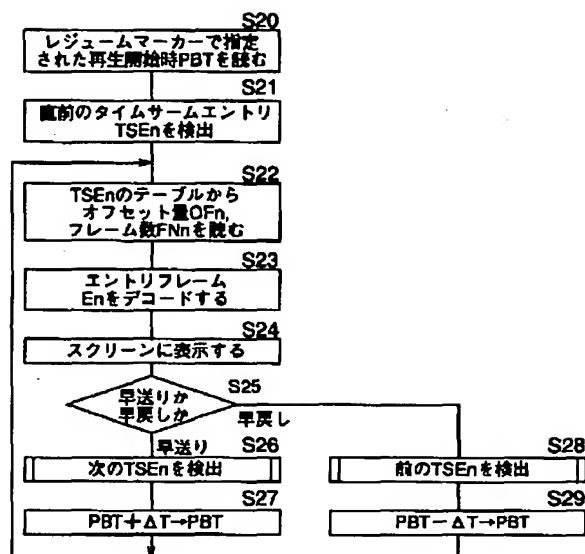 S20
レジュームマーカーで指定
された再生開始時PBTを読む
S21
直前のタイムサームエントリ
TSEnを検出
S22
TSEnのテーブルから
オフセット量OFn,
フレーム数FNnを読む
S23
エントリフレーム
Enをデコードする
S24
スクリーンに表示する
S25
早送りか
早戻しか
早戻し
早送り
S26
次のTSEnを検出
S28
前のTSEnを検出
S27
PBT+ΔT→PBT
S29
PBT−ΔT→PBT